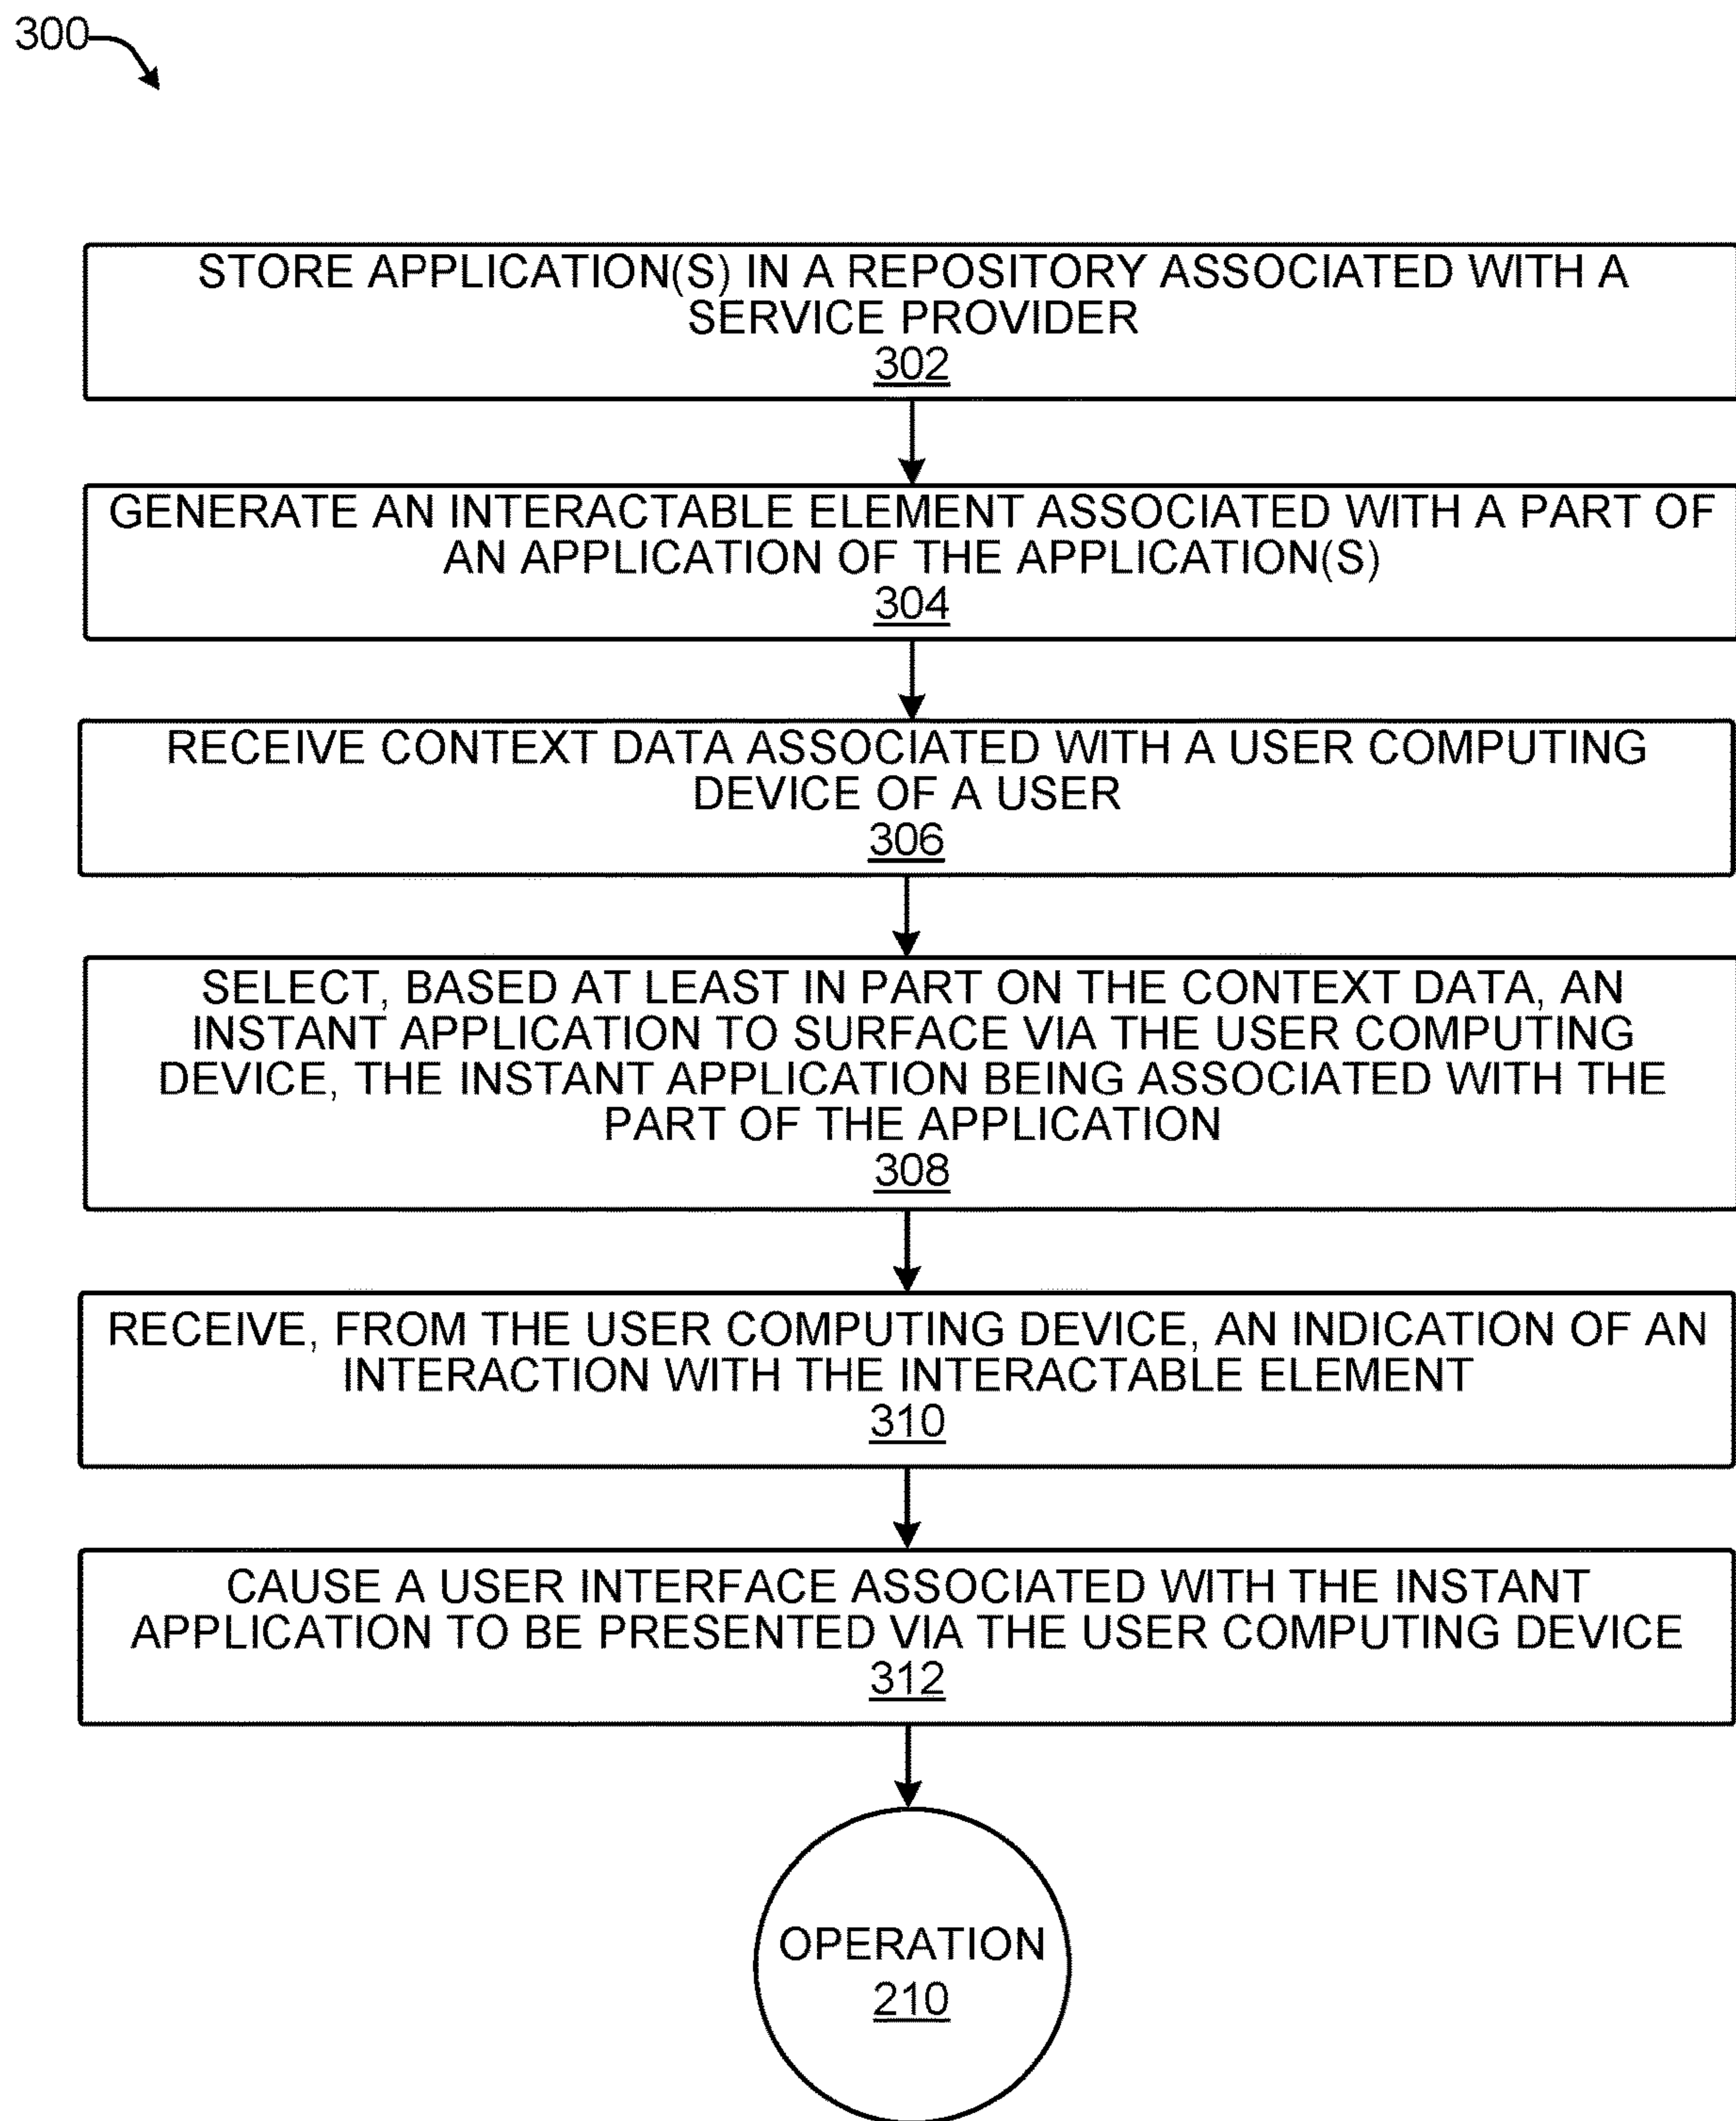 300
STORE APPLICATION(S) IN A REPOSITORY ASSOCIATED WITH A
SERVICE PROVIDER
302
GENERATE AN INTERACTABLE ELEMENT ASSOCIATED WITH A PART OF
AN APPLICATION OF THE APPLICATION(S)
304
RECEIVE CONTEXT DATA ASSOCIATED WITH A USER COMPUTING
DEVICE OF A USER
306
SELECT, BASED AT LEAST IN PART ON THE CONTEXT DATA, AN
INSTANT APPLICATION TO SURFACE VIA THE USER COMPUTING
DEVICE, THE INSTANT APPLICATION BEING ASSOCIATED WITH THE
PART OF THE APPLICATION
308
RECEIVE, FROM THE USER COMPUTING DEVICE, AN INDICATION OF AN
INTERACTION WITH THE INTERACTABLE ELEMENT
310
CAUSE A USER INTERFACE ASSOCIATED WITH THE INSTANT
APPLICATION TO BE PRESENTED VIA THE USER COMPUTING DEVICE
312
OPERATION
210